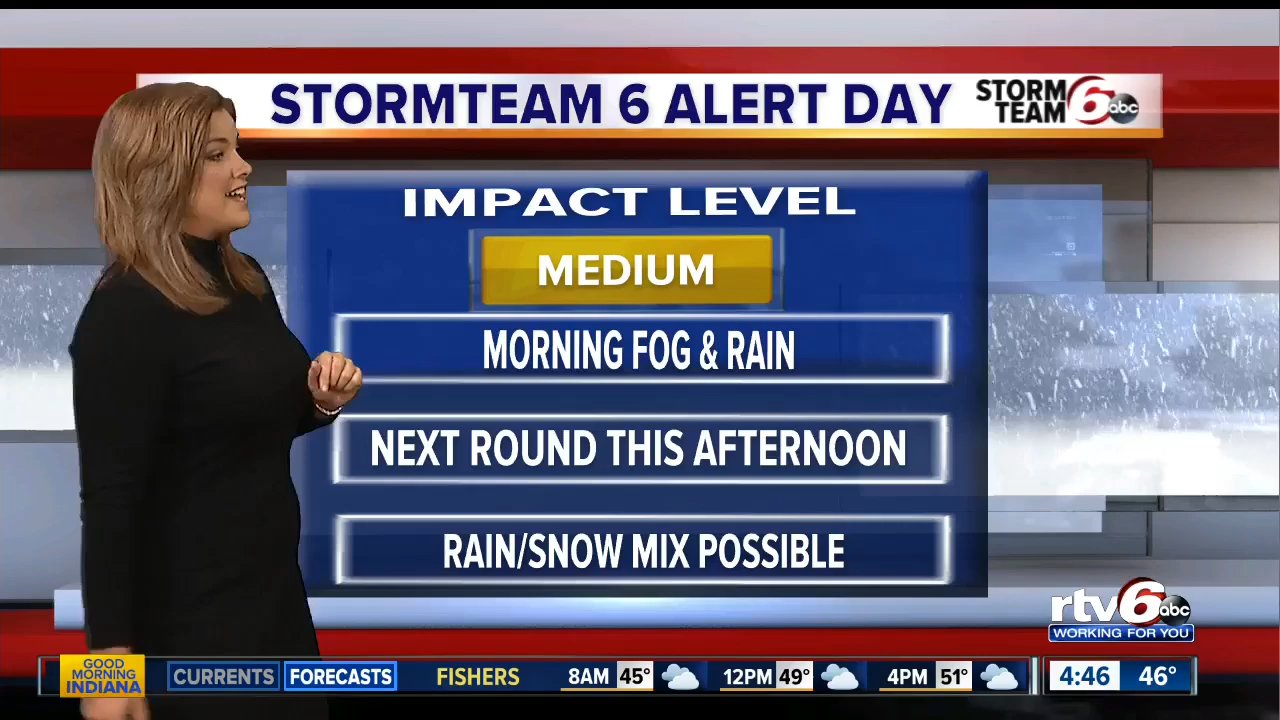 STORMTEAM 6 ALERT DAY
STORM
TEAM 6 abc
IMPACT LEVEL
MEDIUM
MORNING FOG & RAIN
NEXT ROUND THIS AFTERNOON
RAIN/SNOW MIX POSSIBLE
rtv6 abc
WORKING FOR YOU
GOOD
MORNING
INDIANA
CURRENTS FORECASTS FISHERS 8AM 45° 12PM 49° 4PM 51° 4:46 46°